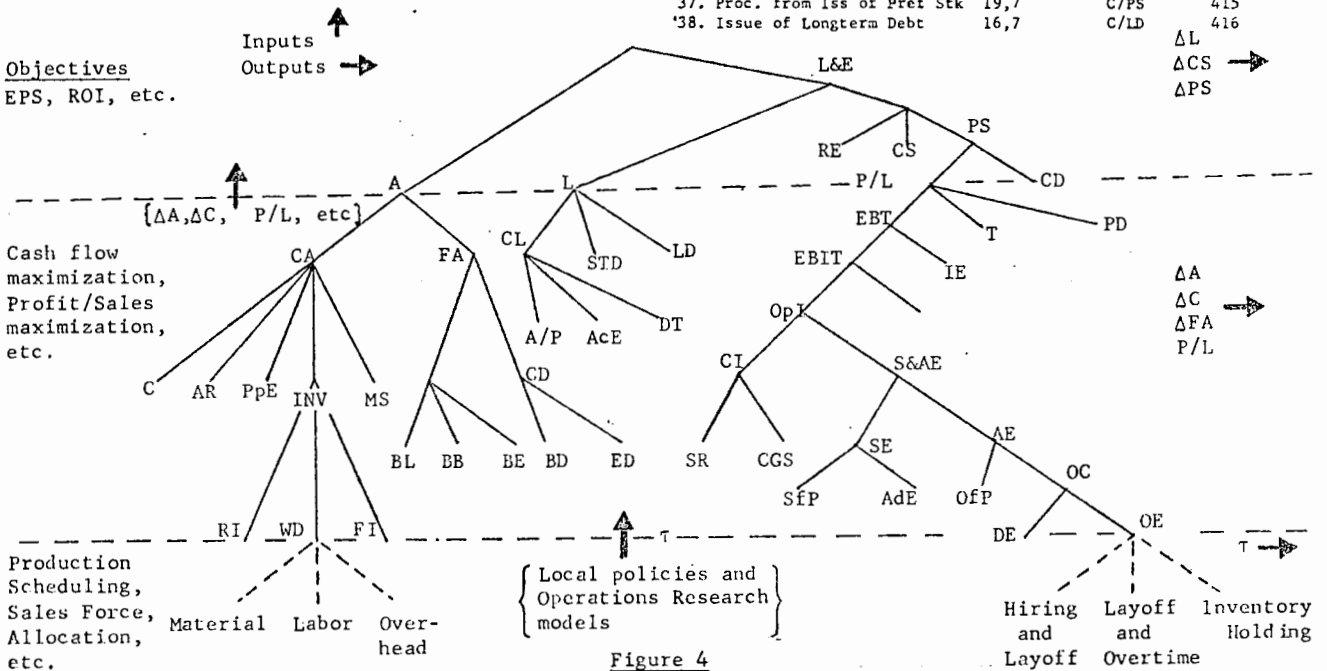 37. Proc. from Iss of Pref Stk 19,7 C/PS 415
'38. Issue of Longterm Debt 16,7 C/LD 416
Inputs
Outputs
Objectives
EPS, ROI, etc.
L&E
ΔL
ΔCS
ΔPS
RE
CS
PS
A
L
P/L
CD
{ΔA,ΔC, P/L, etc}
EBT
T
PD
Cash flow
maximization,
Profit/Sales
maximization,
etc.
CA
FA
CL
STD
LD
EBIT
IE
ΔA
ΔC
ΔFA
P/L
A/P
AcE
DT
OpI
C
AR
PpE
INV
MS
CD
CI
S&AE
BL
BB
BE
BD
ED
SR
CGS
SE
AE
SfP
AdE
OfP
OC
RI
WD
FI
τ
DE
OE
τ
Production
Scheduling,
Sales Force,
Allocation,
etc.
Material
Labor
Over-
head
{Local policies and
Operations Research
models}
Hiring
and
Layoff
Layoff
and
Overtime
Inventory
Holding
Figure 4